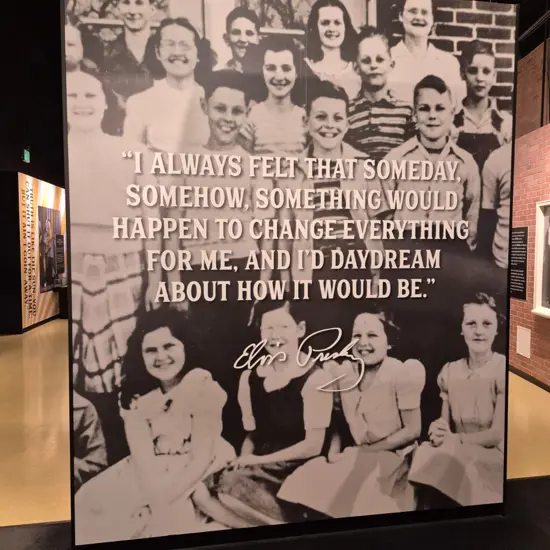 “I ALWAYS FELT THAT SOMEDAY,
SOMEHOW, SOMETHING WOULD
HAPPEN TO CHANGE EVERYTHING
FOR ME, AND I’D DAYDREAM
ABOUT HOW IT WOULD BE.”
Elvis Presley